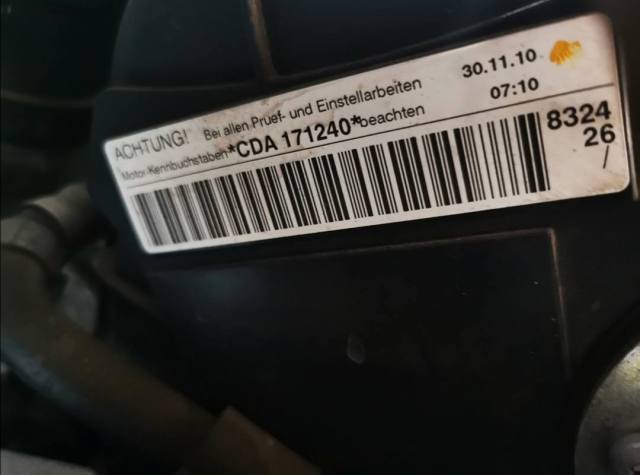 ACHTUNG! Bei allen Pruef- und Einstellarbeiten
Motor-Kennbuchstaben *CDA 171240* beachten
30.11.10
07:10
8324
26
/